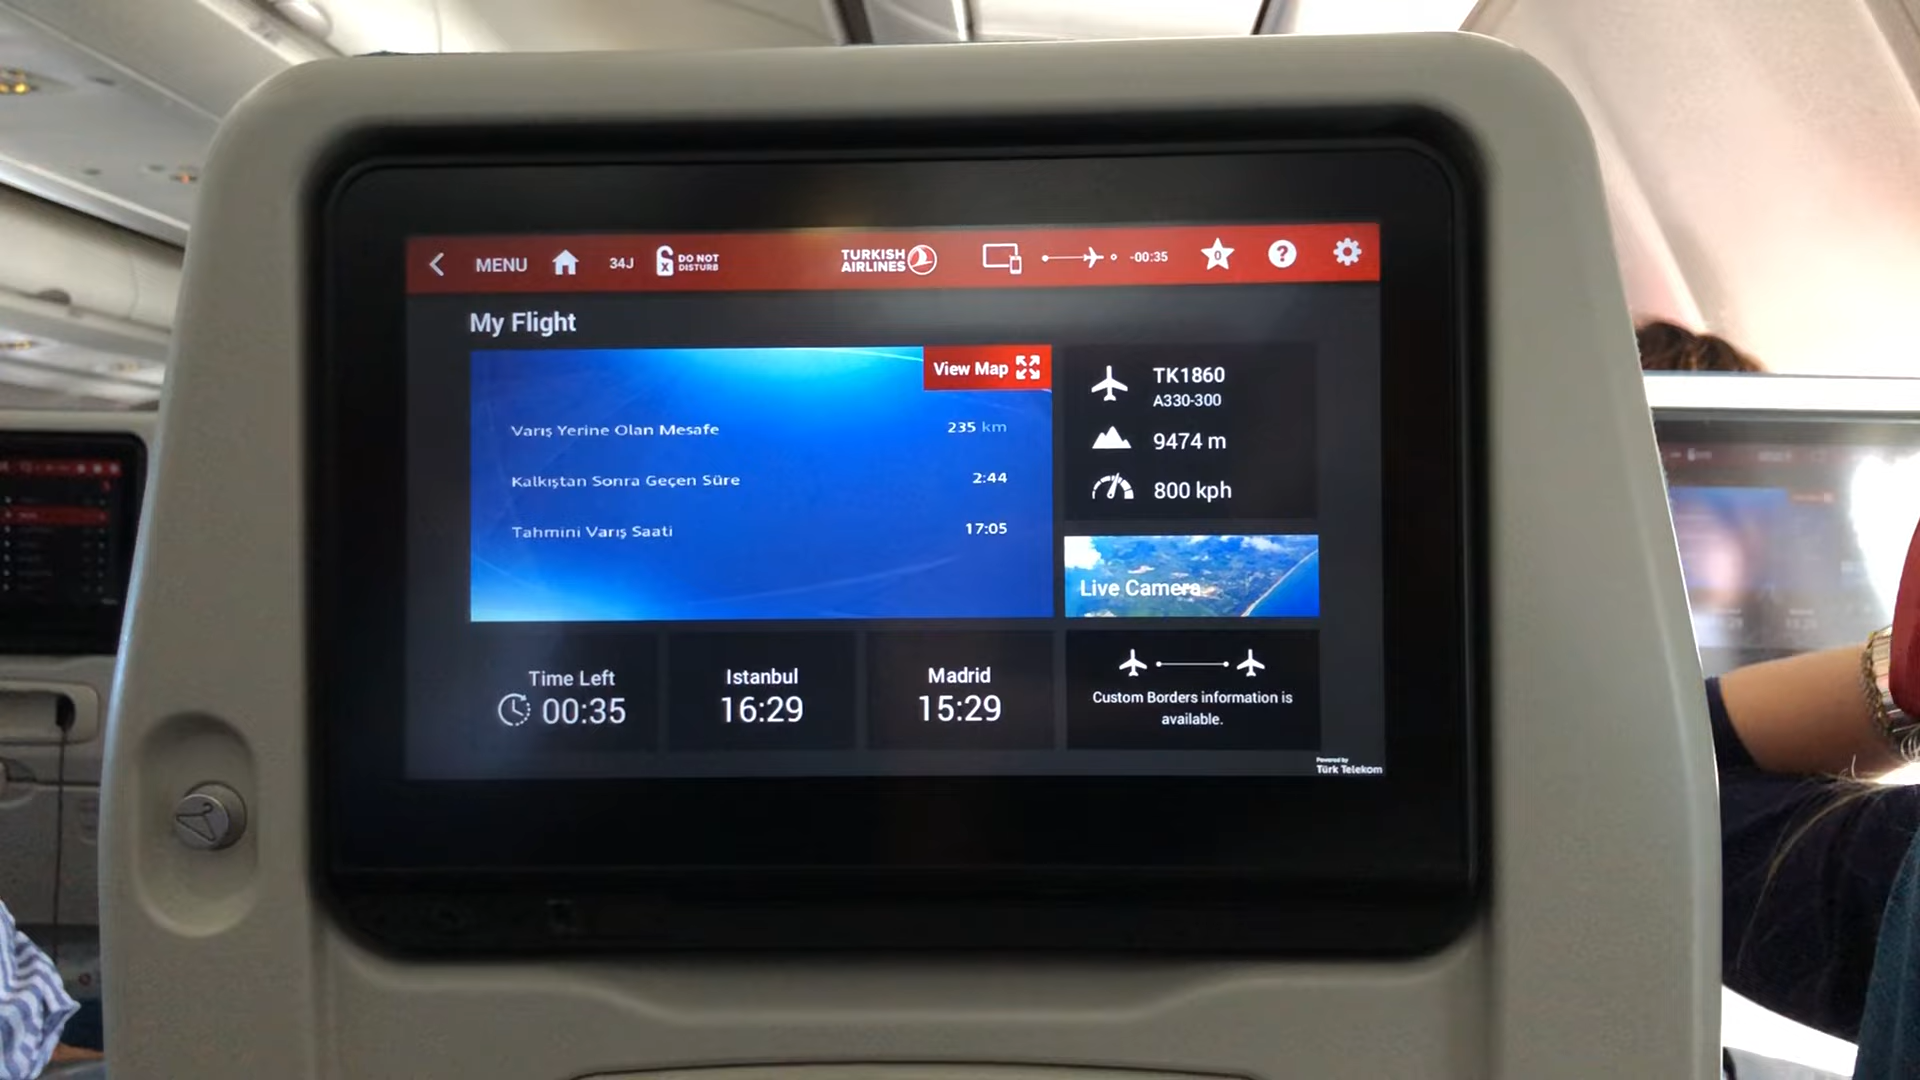 MENU
34J
DO NOT
DISTURB
TURKISH
AIRLINES
-00:35
0
?
My Flight
View Map
Varış Yerine Olan Mesafe 235 km
Kalkıştan Sonra Geçen Süre 2:44
Tahmini Varış Saati 17:05
TK1860
A330-300
9474 m
800 kph
Live Camera
Time Left
00:35
Istanbul
16:29
Madrid
15:29
Custom Borders information is
available.
Powered by
Türk Telekom